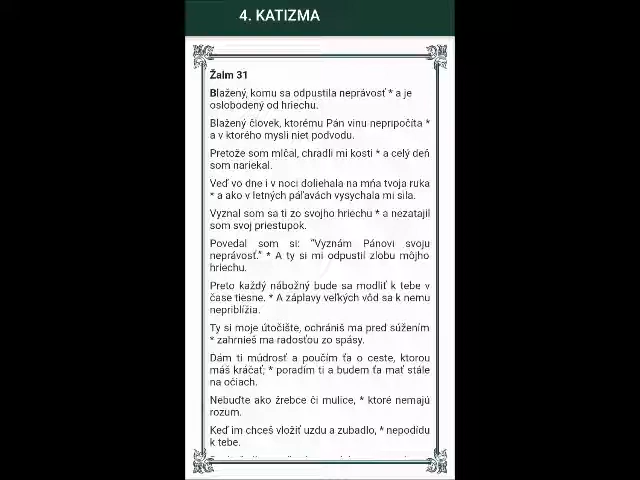 4. KATIZMA
Žalm 31
Blažený, komu sa odpustila neprávosť * a je
oslobodený od hriechu.
Blažený človek, ktorému Pán vinu nepripočíta *
a v ktorého mysli niet podvodu.
Pretože som mlčal, chradli mi kosti * a celý deň
som nariekal.
Veď vo dne i v noci doliehala na mňa tvoja ruka
* a ako v letných páľavách vysychala mi sila.
Vyznal som sa ti zo svojho hriechu * a nezatajil
som svoj priestupok.
Povedal som si: "Vyznám Pánovi svoju
neprávosť." * A ty si mi odpustil zlobu môjho
hriechu.
Preto každý nábožný bude sa modliť k tebe v
čase tiesne. * A záplavy veľkých vôd sa k nemu
nepriblížia.
Ty si moje útočište, ochrániš ma pred súžením
* zahrnieš ma radosťou zo spásy.
Dám ti múdrosť a poučím ťa o ceste, ktorou
máš kráčať; * poradím ti a budem ťa mať stále
na očiach.
Nebuďte ako žrebce či mulice, * ktoré nemajú
rozum.
Keď im chceš vložiť uzdu a zubadlo, * nepodídu
k tebe.